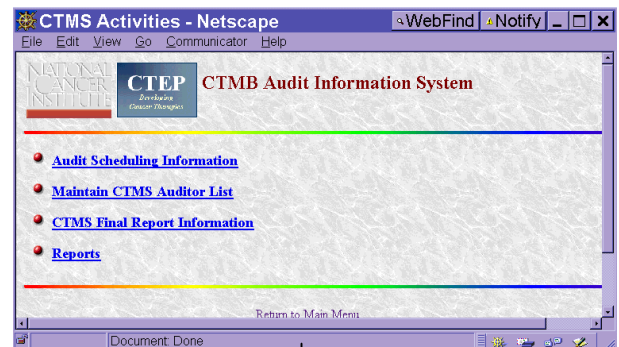 CTMS Activities - Netscape
WebFind
Notify
File Edit View Go Communicator Help
NATIONAL
CANCER
INSTITUTE
CTEP
Developing
Cancer Therapies
CTMB Audit Information System
Audit Scheduling Information
Maintain CTMS Auditor List
CTMS Final Report Information
Reports
Return to Main Menu
Document: Done